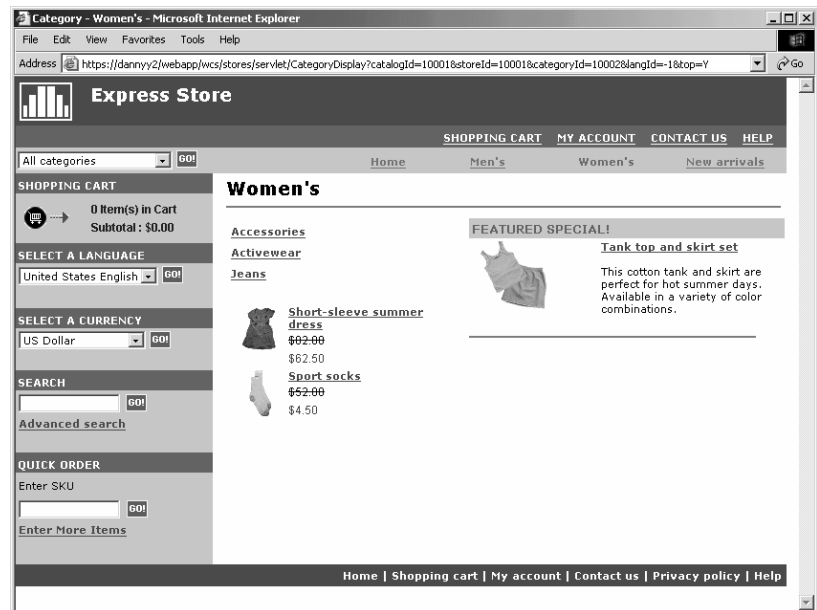 Category - Women's - Microsoft Internet Explorer
File Edit View Favorites Tools Help
Address https://dannyy2/webapp/wcs/stores/servlet/CategoryDisplay?catalogId=10001&storeId=10001&categoryId=10002&langId=-1&top=Y Go
Express Store
SHOPPING CART MY ACCOUNT CONTACT US HELP
All categories GO!
Home Men's Women's New arrivals
SHOPPING CART
0 Item(s) in Cart
Subtotal : $0.00
SELECT A LANGUAGE
United States English GO!
SELECT A CURRENCY
US Dollar GO!
SEARCH
GO!
Advanced search
QUICK ORDER
Enter SKU
GO!
Enter More Items
Women's
Accessories
Activewear
Jeans
Short-sleeve summer
dress
$62.50
Sport socks
$4.50
FEATURED SPECIAL!
Tank top and skirt set
This cotton tank and skirt are
perfect for hot summer days.
Available in a variety of color
combinations.
Home | Shopping cart | My account | Contact us | Privacy policy | Help